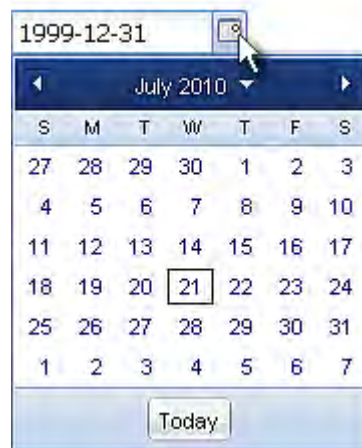 1999-12-31
July 2010
S M T W T F S
27 28 29 30 1 2 3
4 5 6 7 8 9 10
11 12 13 14 15 16 17
18 19 20 21 22 23 24
25 26 27 28 29 30 31
1 2 3 4 5 6 7
Today